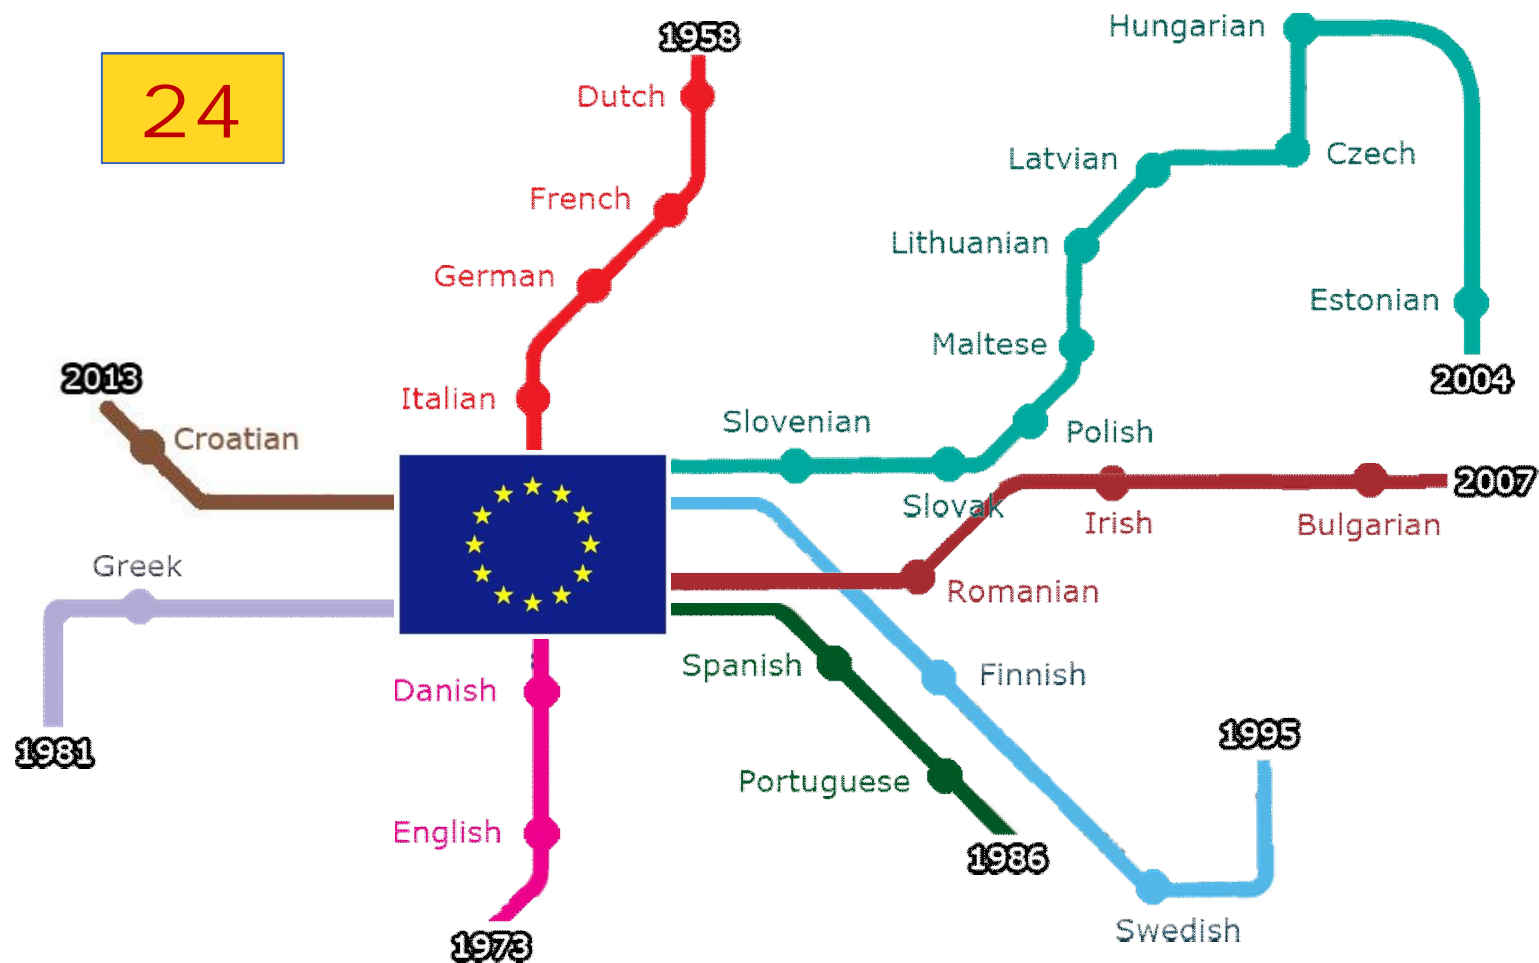 24
1958
Dutch
French
German
Italian
Hungarian
Latvian
Czech
Lithuanian
Estonian
Maltese
2004
Slovenian
Polish
Slovak
2013
Croatian
2007
Irish
Bulgarian
Romanian
Greek
1981
Spanish
Finnish
Danish
Portuguese
1995
English
1986
1973
Swedish